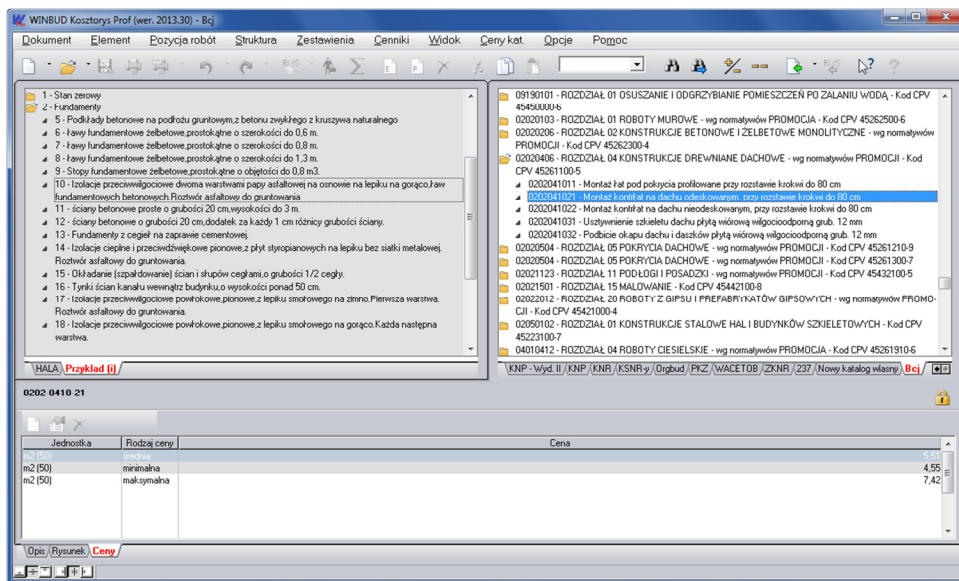 WINBUD Kosztorys Prof (wer. 2013.30) - Bcj
Dokument Element Pozycja robót Struktura Zestawienia Cenniki Widok Ceny kat. Opcje Pomoc
1 - Stan zerowy
2 - Fundamenty
5 - Podkłady betonowe na podłożu gruntowym,z betonu zwykłego z kruszywa naturalnego
6 - ławy fundamentowe żelbetowe,prostokątne o szerokości do 0,6 m.
7 - ławy fundamentowe żelbetowe,prostokątne o szerokości do 0,8 m.
8 - ławy fundamentowe żelbetowe,prostokątne o szerokości do 1,3 m.
9 - Stopy fundamentowe żelbetowe,prostokątne o objętości do 0,8 m3.
10 - Izolacje przeciwwilgociowe dwoma warstwami papy asfaltowej na osnowie na lepiku na gorąco,ław
fundamentowych betonowych.Roztwór asfaltowy do gruntowania
11 - ściany betonowe proste o grubości 20 cm,wysokości do 3 m.
12 - ściany betonowe o grubości 20 cm,dodatek za każdy 1 cm różnicy grubości ściany.
13 - Fundamenty z cegieł na zaprawie cementowej.
14 - Izolacje cieplne i przeciwdźwiękowe pionowe,z płyt styropianowych na lepiku bez siatki metalowej.
Roztwór asfaltowy do gruntowania.
15 - Okładanie (szpałdowanie) ścian i słupów cegłami,o grubości 1/2 cegły.
16 - Tynki ścian kanału wewnątrz budynku,o wysokości ponad 50 cm.
17 - Izolacje przeciwwilgociowe powłokowe,pionowe,z lepiku smołowego na zimno.Pierwsza warstwa.
Roztwór asfaltowy do gruntowania.
18 - Izolacje przeciwwilgociowe powłokowe,pionowe,z lepiku smołowego na gorąco.Każda następna
warstwa.
HALA Przykład [i]
09190101 - ROZDZIAŁ 01 OSUSZANIE I ODGRZYBIANIE POMIESZCZEŃ PO ZALANIU WODĄ - Kod CPV
45450000-6
02020103 - ROZDZIAŁ 01 ROBOTY MUROWE - wg normatywów PROMOCJA - Kod CPV 45262500-6
02020206 - ROZDZIAŁ 02 KONSTRUKCJE BETONOWE I ŻELBETOWE MONOLITYCZNE - wg normatywów
PROMOCJI - Kod CPV 45262300-4
02020406 - ROZDZIAŁ 04 KONSTRUKCJE DREWNIANE DACHOWE - wg normatywów PROMOCJI - Kod
CPV 45261100-5
0202041011 - Montaż łat pod pokrycia profilowane przy rozstawie krokwi do 80 cm
0202041021 - Montaż kontrłat na dachu odeskowanym, przy rozstawie krokwi do 80 cm
0202041022 - Montaż kontrłat na dachu nieodeskowanym, przy rozstawie krokwi do 80 cm
0202041031 - Usztywnienie szkieletu dachu płytą wiórową wilgocioodporną grub. 12 mm
0202041032 - Podbicie okapu dachu i daszków płytą wiórową wilgocioodporną grub. 12 mm
02020504 - ROZDZIAŁ 05 POKRYCIA DACHOWE - wg normatywów PROMOCJI - Kod CPV 45261210-9
02020504 - ROZDZIAŁ 05 POKRYCIA DACHOWE - wg normatywów PROMOCJI - Kod CPV 45261300-7
02021123 - ROZDZIAŁ 11 PODŁOGI I POSADZKI - wg normatywów PROMOCJI - Kod CPV 45432100-5
02021501 - ROZDZIAŁ 15 MALOWANIE - Kod CPV 45442100-8
02022012 - ROZDZIAŁ 20 ROBOTY Z GIPSU I PREFABRYKATÓW GIPSOWYCH - wg normatywów PROMO-
CJI - Kod CPV 45421000-4
02050102 - ROZDZIAŁ 01 KONSTRUKCJE STALOWE HAL I BUDYNKÓW SZKIELETOWYCH - Kod CPV
45223100-7
04010412 - ROZDZIAŁ 04 ROBOTY CIESIELSKIE - wg normatywów PROMOCJA - Kod CPV 45261910-6
KNP - Wyd. II KNP KNR KSNR-y Orgbud PKZ WACETOB ZKNR 237 Nowy katalog własny Bcj
0202-0410-21
Jednostka Rodzaj ceny Cena
m2 (50) średnia 5,51
m2 (50) minimalna 4,55
m2 (50) maksymalna 7,42
Opis Rysunek Ceny